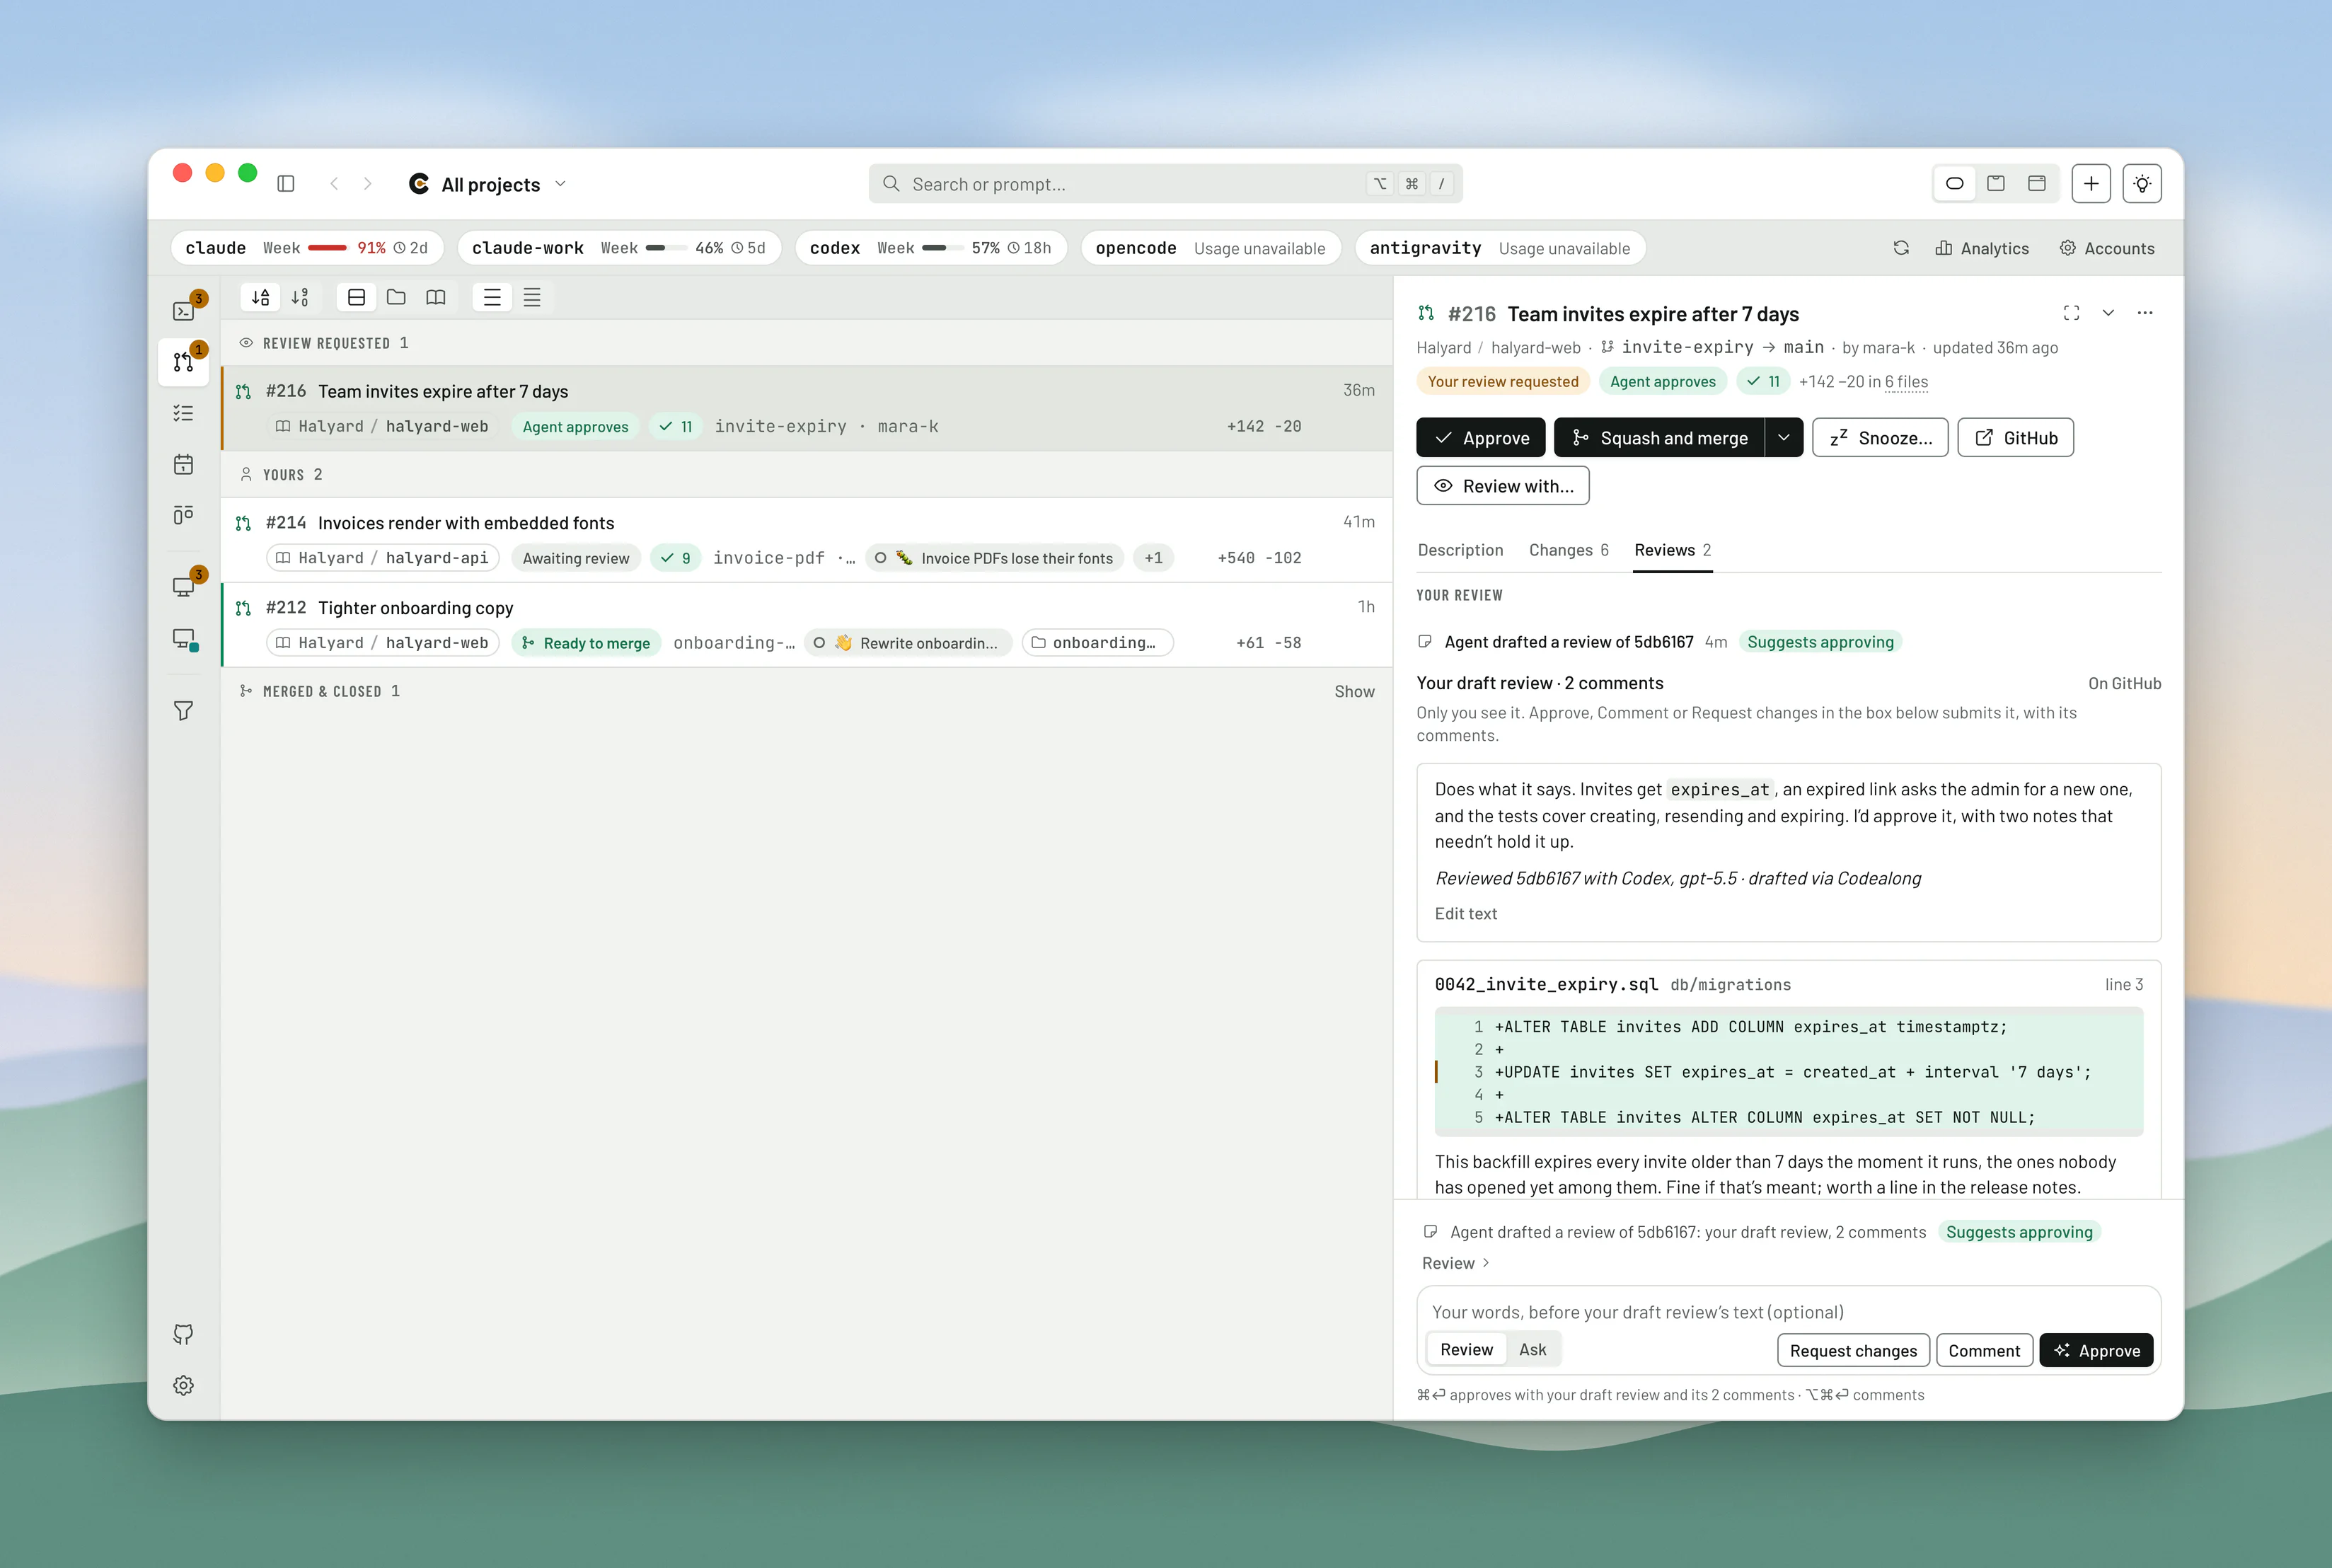 All projects
Search or prompt... ⌥ ⌘ /
claude Week 91% 2d
claude-work Week 46% 5d
codex Week 57% 18h
opencode Usage unavailable
antigravity Usage unavailable
Analytics
Accounts
3
1
3
REVIEW REQUESTED 1
#216 Team invites expire after 7 days 36m
Halyard / halyard-web Agent approves 11 invite-expiry · mara-k +142 -20
YOURS 2
#214 Invoices render with embedded fonts 41m
Halyard / halyard-api Awaiting review 9 invoice-pdf ·… Invoice PDFs lose their fonts +1 +540 -102
#212 Tighter onboarding copy 1h
Halyard / halyard-web Ready to merge onboarding-… Rewrite onboardin… onboarding… +61 -58
MERGED & CLOSED 1 Show
#216 Team invites expire after 7 days
Halyard / halyard-web · invite-expiry → main · by mara-k · updated 36m ago
Your review requested Agent approves 11 +142 −20 in 6 files
Approve
Squash and merge
Snooze...
GitHub
Review with...
Description Changes 6 Reviews 2
YOUR REVIEW
Agent drafted a review of 5db6167 4m Suggests approving
Your draft review · 2 comments On GitHub
Only you see it. Approve, Comment or Request changes in the box below submits it, with its
comments.
Does what it says. Invites get expires_at, an expired link asks the admin for a new one,
and the tests cover creating, resending and expiring. I’d approve it, with two notes that
needn’t hold it up.
Reviewed 5db6167 with Codex, gpt-5.5 · drafted via Codealong
Edit text
0042_invite_expiry.sql db/migrations line 3
1 +ALTER TABLE invites ADD COLUMN expires_at timestamptz;
2 +
3 +UPDATE invites SET expires_at = created_at + interval '7 days';
4 +
5 +ALTER TABLE invites ALTER COLUMN expires_at SET NOT NULL;
This backfill expires every invite older than 7 days the moment it runs, the ones nobody
has opened yet among them. Fine if that’s meant; worth a line in the release notes.
Agent drafted a review of 5db6167: your draft review, 2 comments Suggests approving
Review
Your words, before your draft review’s text (optional)
Review Ask Request changes Comment Approve
⌘⏎ approves with your draft review and its 2 comments · ⌥⌘⏎ comments